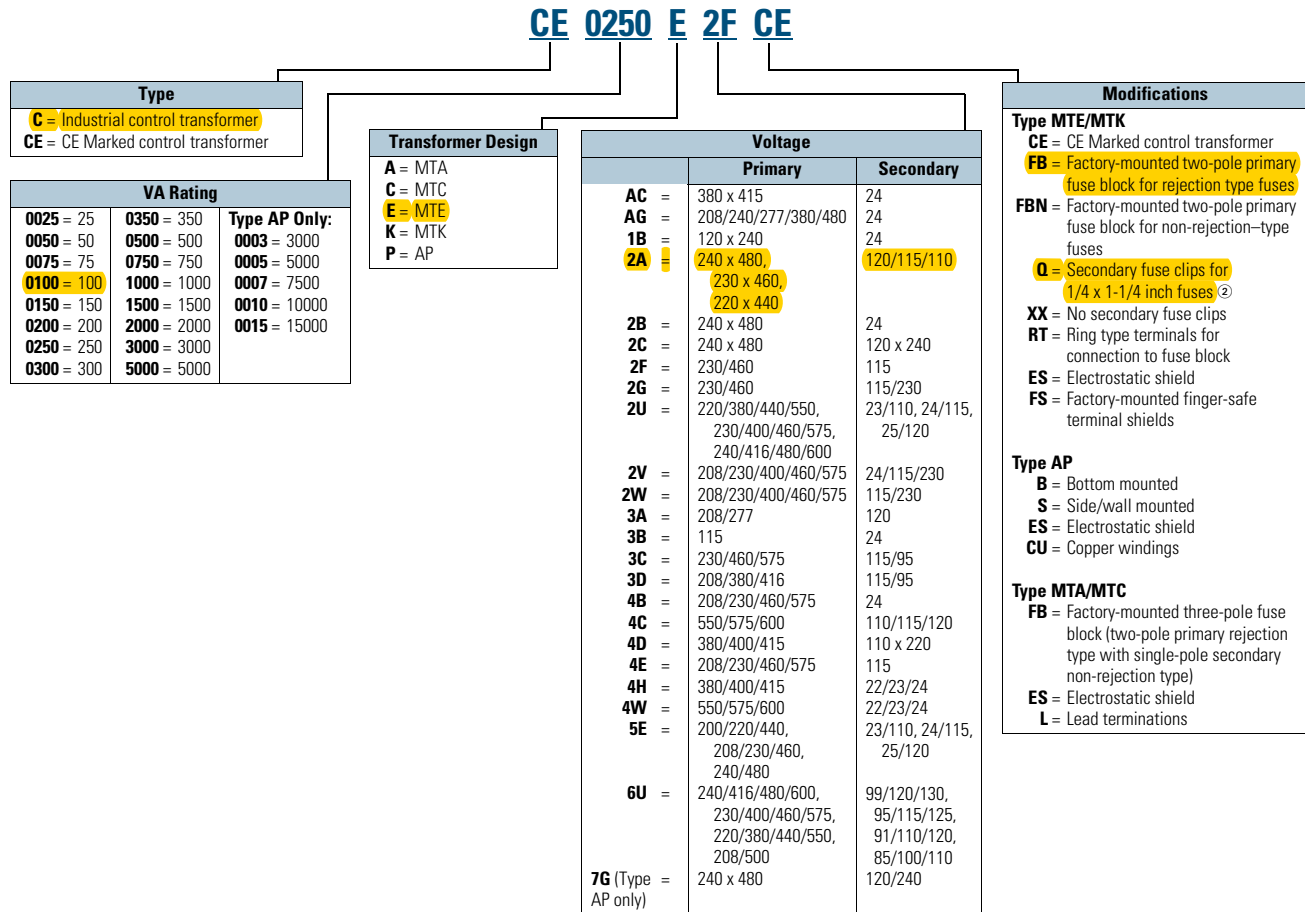 CE 0250 E 2F CE
Type
C = Industrial control transformer
CE = CE Marked control transformer
VA Rating
0025 = 25
0050 = 50
0075 = 75
0100 = 100
0150 = 150
0200 = 200
0250 = 250
0300 = 300
0350 = 350
0500 = 500
0750 = 750
1000 = 1000
1500 = 1500
2000 = 2000
3000 = 3000
5000 = 5000
Type AP Only:
0003 = 3000
0005 = 5000
0007 = 7500
0010 = 10000
0015 = 15000
Transformer Design
A = MTA
C = MTC
E = MTE
K = MTK
P = AP
Voltage
Primary Secondary
AC = 380 x 415 24
AG = 208/240/277/380/480 24
1B = 120 x 240 24
2A = 240 x 480, 120/115/110
230 x 460,
220 x 440
2B = 240 x 480 24
2C = 240 x 480 120 x 240
2F = 230/460 115
2G = 230/460 115/230
2U = 220/380/440/550, 23/110, 24/115,
230/400/460/575, 25/120
240/416/480/600
2V = 208/230/400/460/575 24/115/230
2W = 208/230/400/460/575 115/230
3A = 208/277 120
3B = 115 24
3C = 230/460/575 115/95
3D = 208/380/416 115/95
4B = 208/230/460/575 24
4C = 550/575/600 110/115/120
4D = 380/400/415 110 x 220
4E = 208/230/460/575 115
4H = 380/400/415 22/23/24
4W = 550/575/600 22/23/24
5E = 200/220/440, 23/110, 24/115,
208/230/460, 25/120
240/480
6U = 240/416/480/600, 99/120/130,
230/400/460/575, 95/115/125,
220/380/440/550, 91/110/120,
208/500 85/100/110
7G (Type = 240 x 480 120/240
AP only)
Modifications
Type MTE/MTK
CE = CE Marked control transformer
FB = Factory-mounted two-pole primary
fuse block for rejection type fuses
FBN = Factory-mounted two-pole primary
fuse block for non-rejection–type
fuses
Q = Secondary fuse clips for
1/4 x 1-1/4 inch fuses ②
XX = No secondary fuse clips
RT = Ring type terminals for
connection to fuse block
ES = Electrostatic shield
FS = Factory-mounted finger-safe
terminal shields
Type AP
B = Bottom mounted
S = Side/wall mounted
ES = Electrostatic shield
CU = Copper windings
Type MTA/MTC
FB = Factory-mounted three-pole fuse
block (two-pole primary rejection
type with single-pole secondary
non-rejection type)
ES = Electrostatic shield
L = Lead terminations